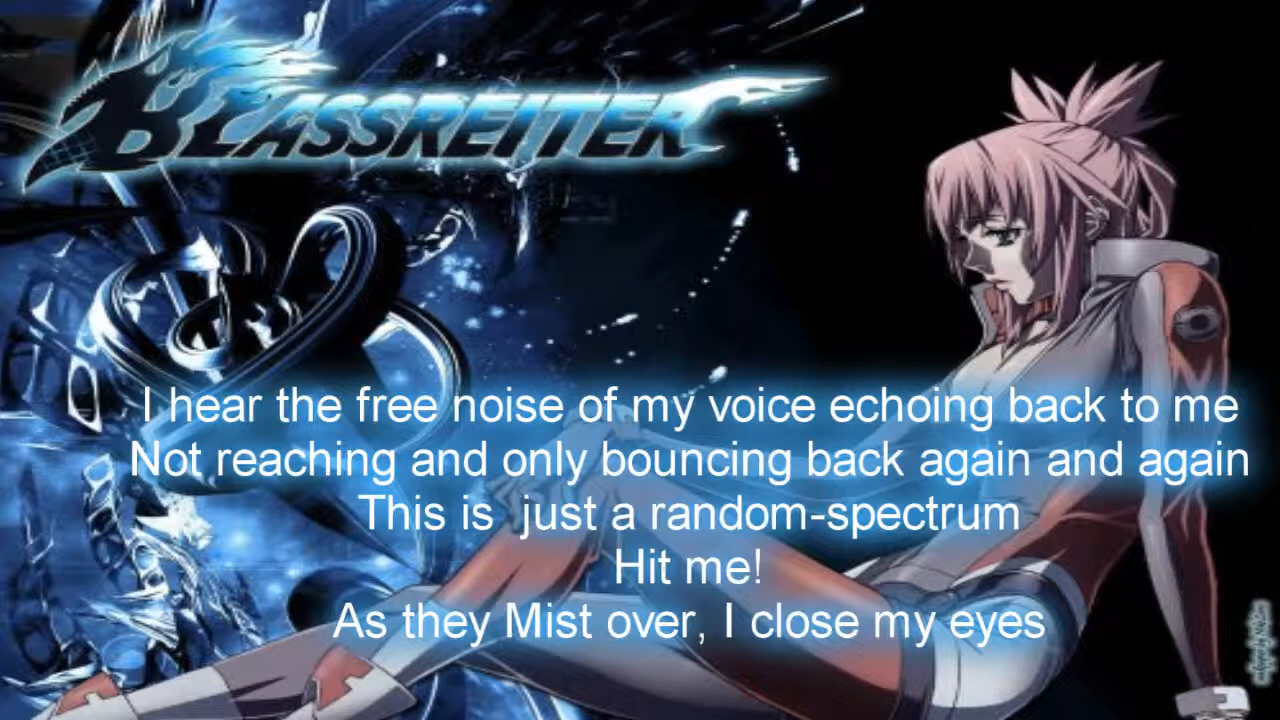 BLASSREITER
I hear the free noise of my voice echoing back to me
Not reaching and only bouncing back again and again
This is  just a random-spectrum
Hit me!
As they Mist over, I close my eyes